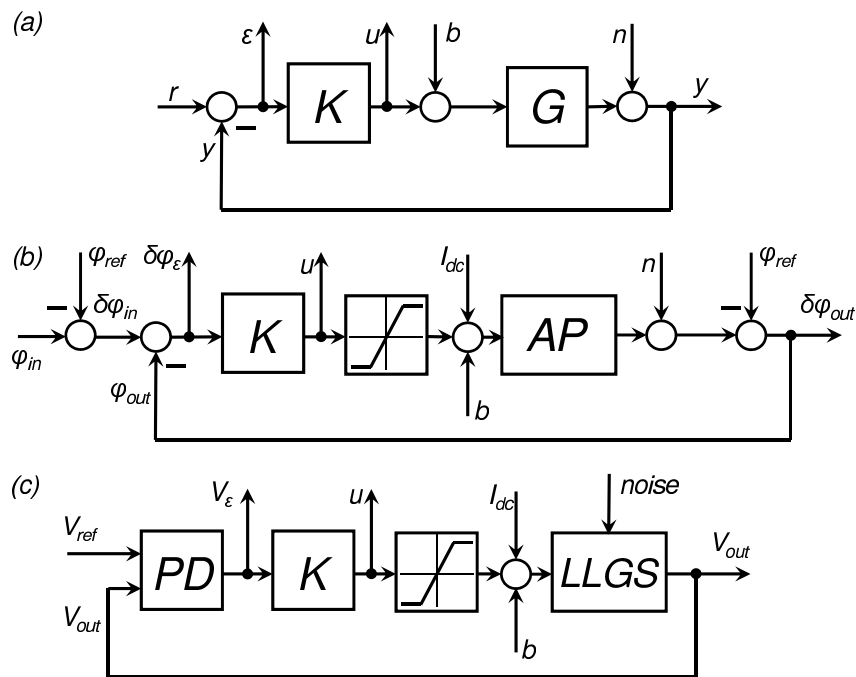 (a)
ε
u
b
n
r
K
G
y
y
(b)
φref
δφε
u
Idc
n
φref
δφin
δφout
φin
K
AP
φout
b
(c)
Vε
u
Idc
noise
Vref
Vout
PD
K
LLGS
Vout
b